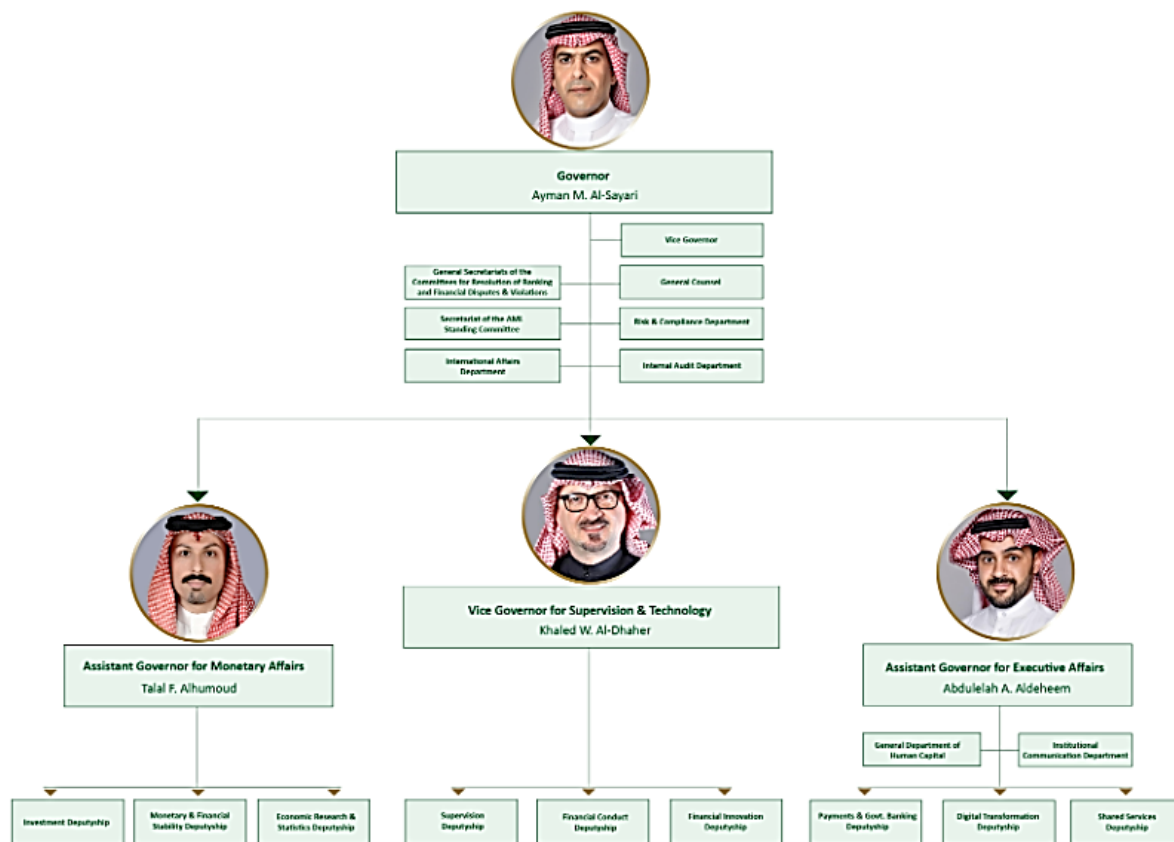 Governor
Ayman M. Al-Sayari
Vice Governor
General Secretariats of the
Committees for Resolution of Banking
and Financial Disputes & Violations
General Counsel
Secretariat of the AML
Standing Committee
Risk & Compliance Department
International Affairs
Department
Internal Audit Department
Assistant Governor for Monetary Affairs
Talal F. Alhumoud
Vice Governor for Supervision & Technology
Khaled W. Al-Dhaher
Assistant Governor for Executive Affairs
Abdulelah A. Aldeheem
General Department of
Human Capital
Institutional
Communication Department
Investment Deputyship
Monetary & Financial
Stability Deputyship
Economic Research &
Statistics Deputyship
Supervision
Deputyship
Financial Conduct
Deputyship
Financial Innovation
Deputyship
Payments & Govt. Banking
Deputyship
Digital Transformation
Deputyship
Shared Services
Deputyship